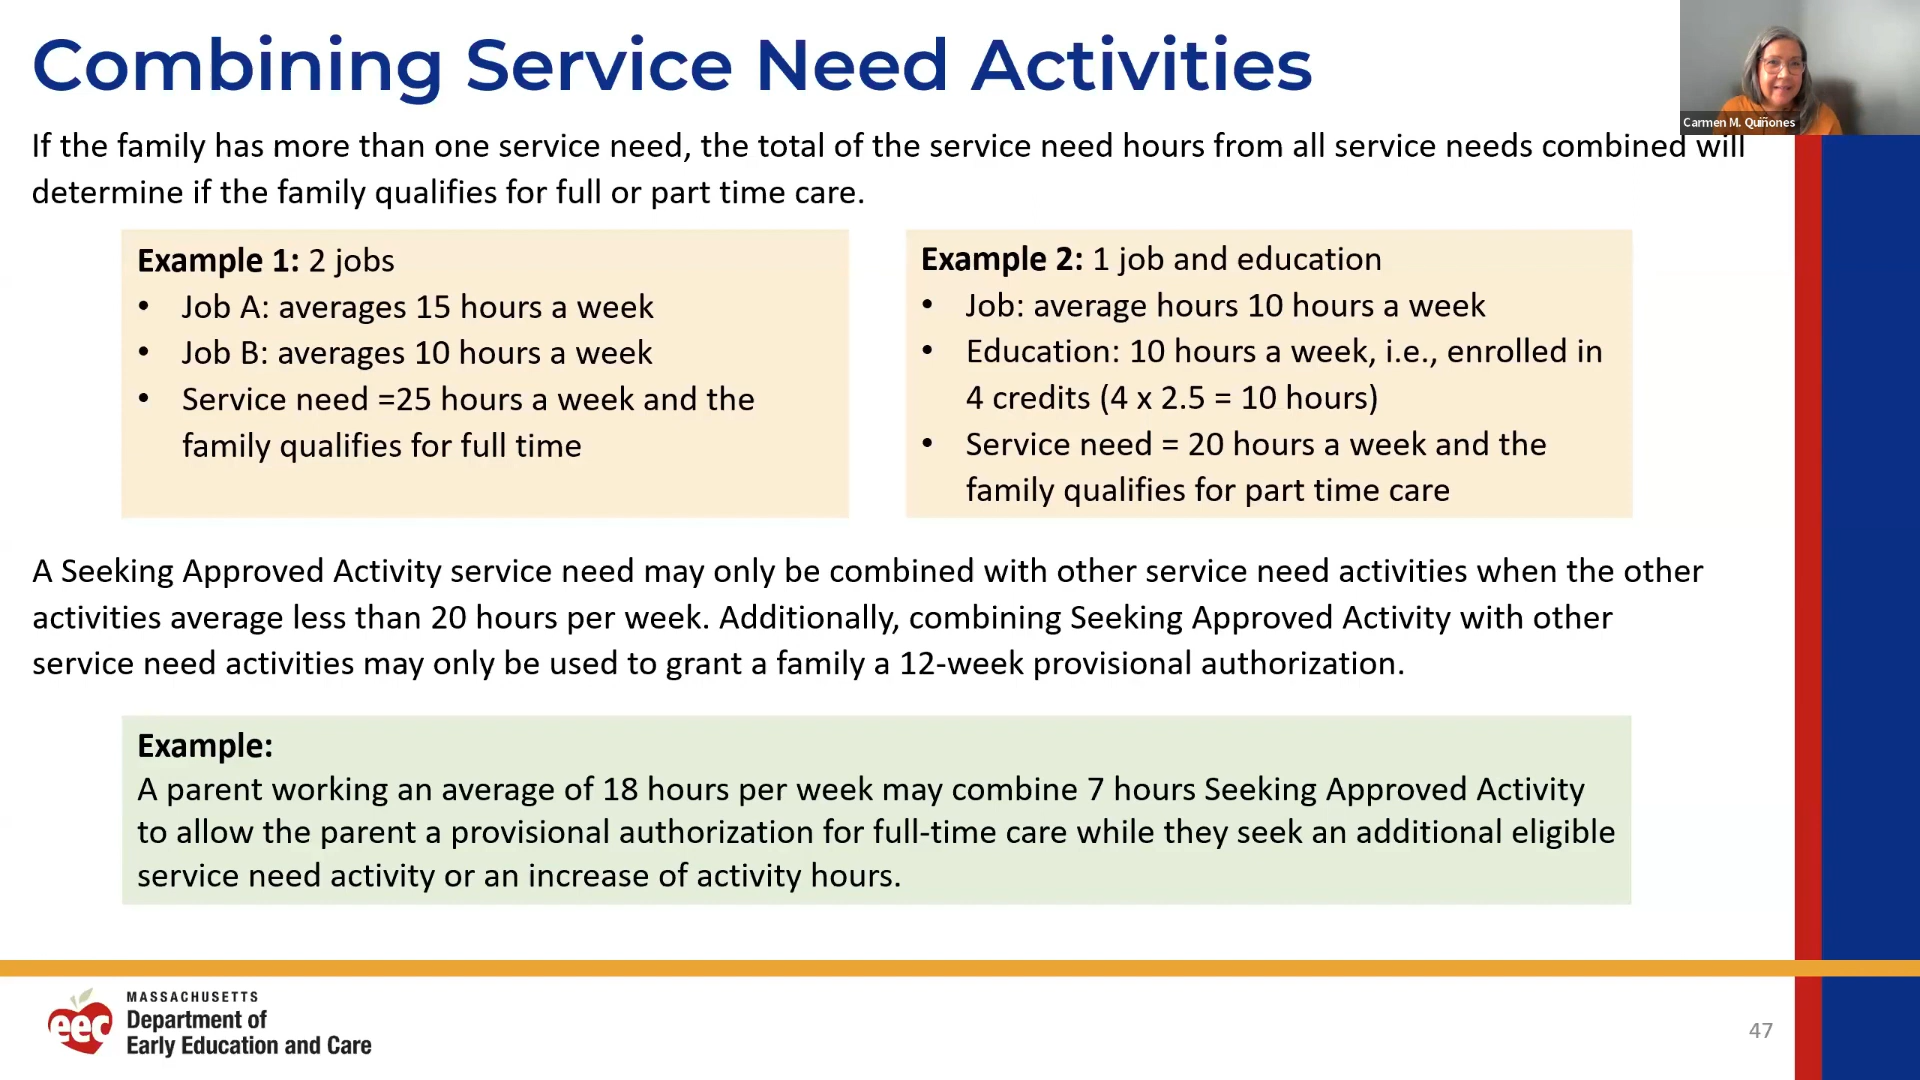 Combining Service Need Activities
Carmen M. Quiñones
If the family has more than one service need, the total of the service need hours from all service needs combined will
determine if the family qualifies for full or part time care.
Example 1: 2 jobs
• Job A: averages 15 hours a week
• Job B: averages 10 hours a week
• Service need =25 hours a week and the
family qualifies for full time
Example 2: 1 job and education
• Job: average hours 10 hours a week
• Education: 10 hours a week, i.e., enrolled in
4 credits (4 x 2.5 = 10 hours)
• Service need = 20 hours a week and the
family qualifies for part time care
A Seeking Approved Activity service need may only be combined with other service need activities when the other
activities average less than 20 hours per week. Additionally, combining Seeking Approved Activity with other
service need activities may only be used to grant a family a 12-week provisional authorization.
Example:
A parent working an average of 18 hours per week may combine 7 hours Seeking Approved Activity
to allow the parent a provisional authorization for full-time care while they seek an additional eligible
service need activity or an increase of activity hours.
eec
MASSACHUSETTS
Department of
Early Education and Care
47